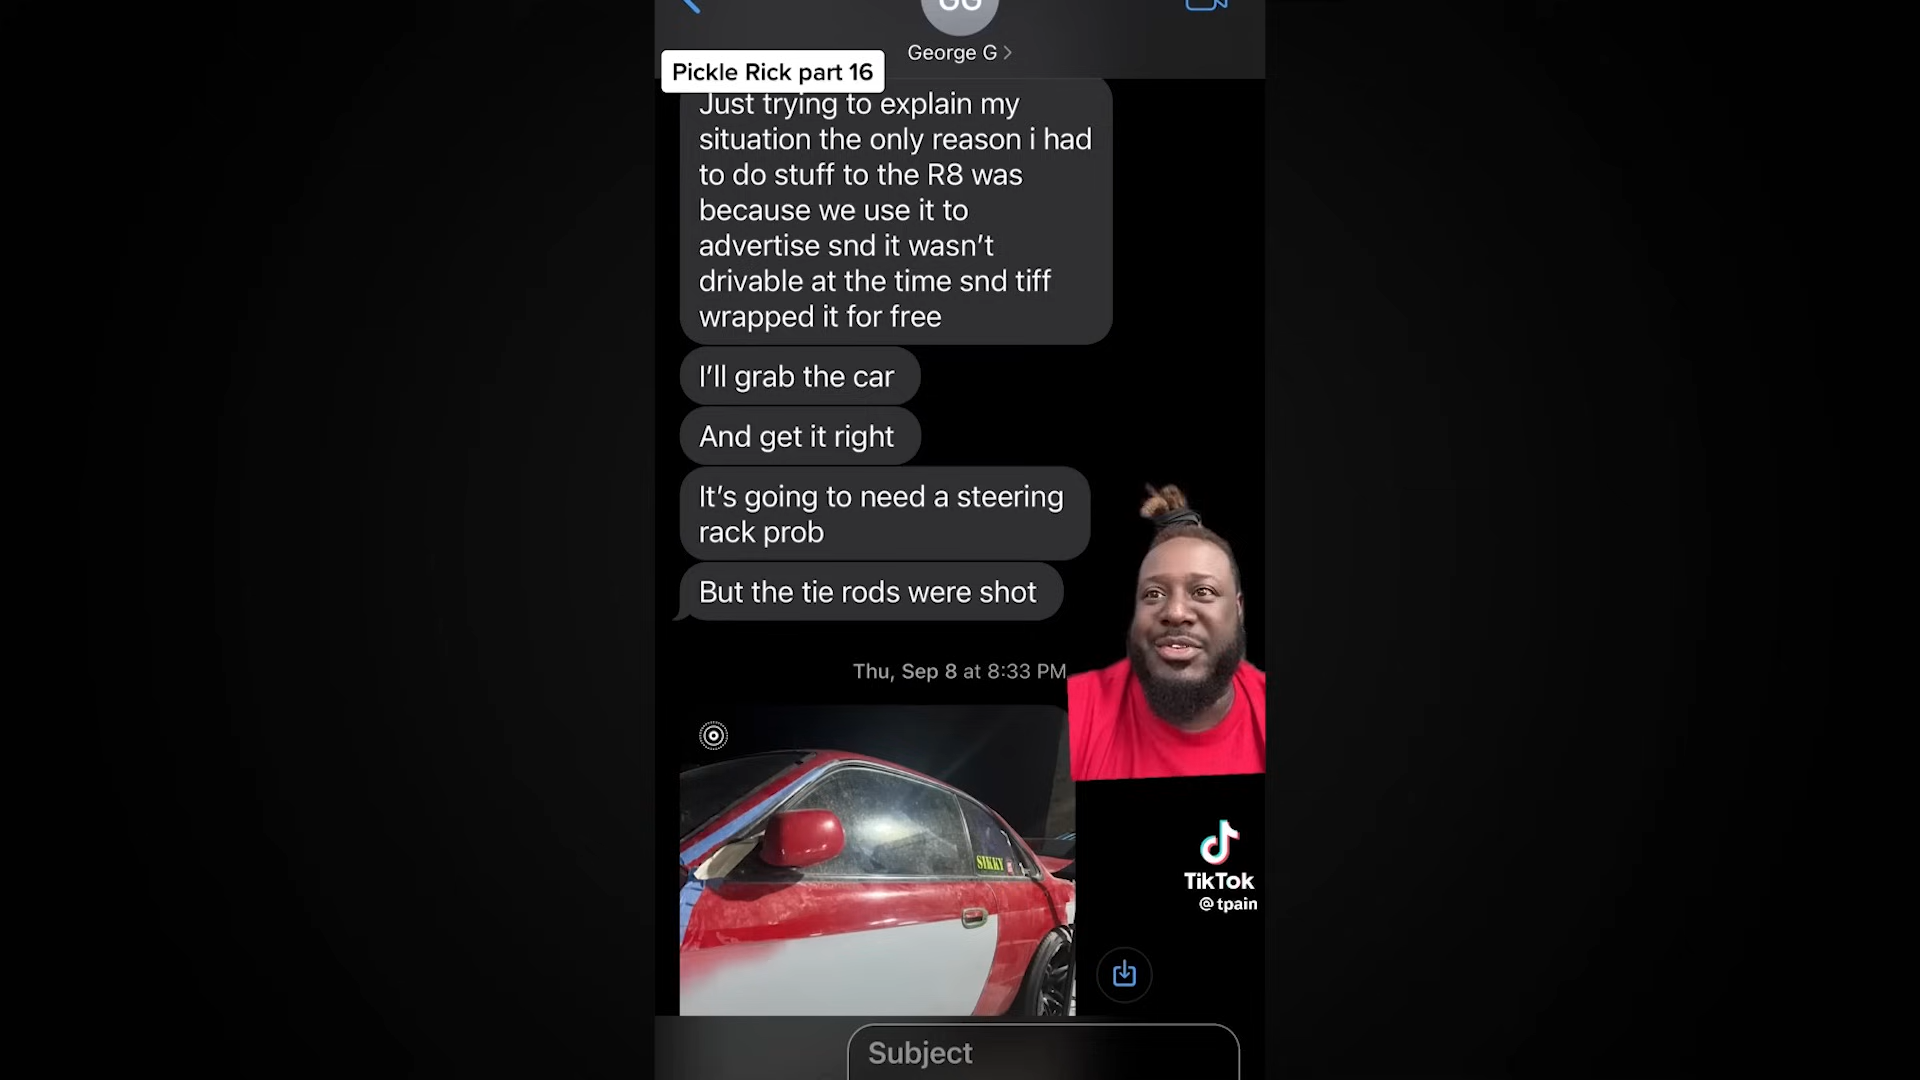 GG
George G
Pickle Rick part 16
Just trying to explain my
situation the only reason i had
to do stuff to the R8 was
because we use it to
advertise snd it wasn’t
drivable at the time snd tiff
wrapped it for free
I’ll grab the car
And get it right
It’s going to need a steering
rack prob
But the tie rods were shot
Thu, Sep 8 at 8:33 PM
SIKKY
TikTok
@tpain
Subject